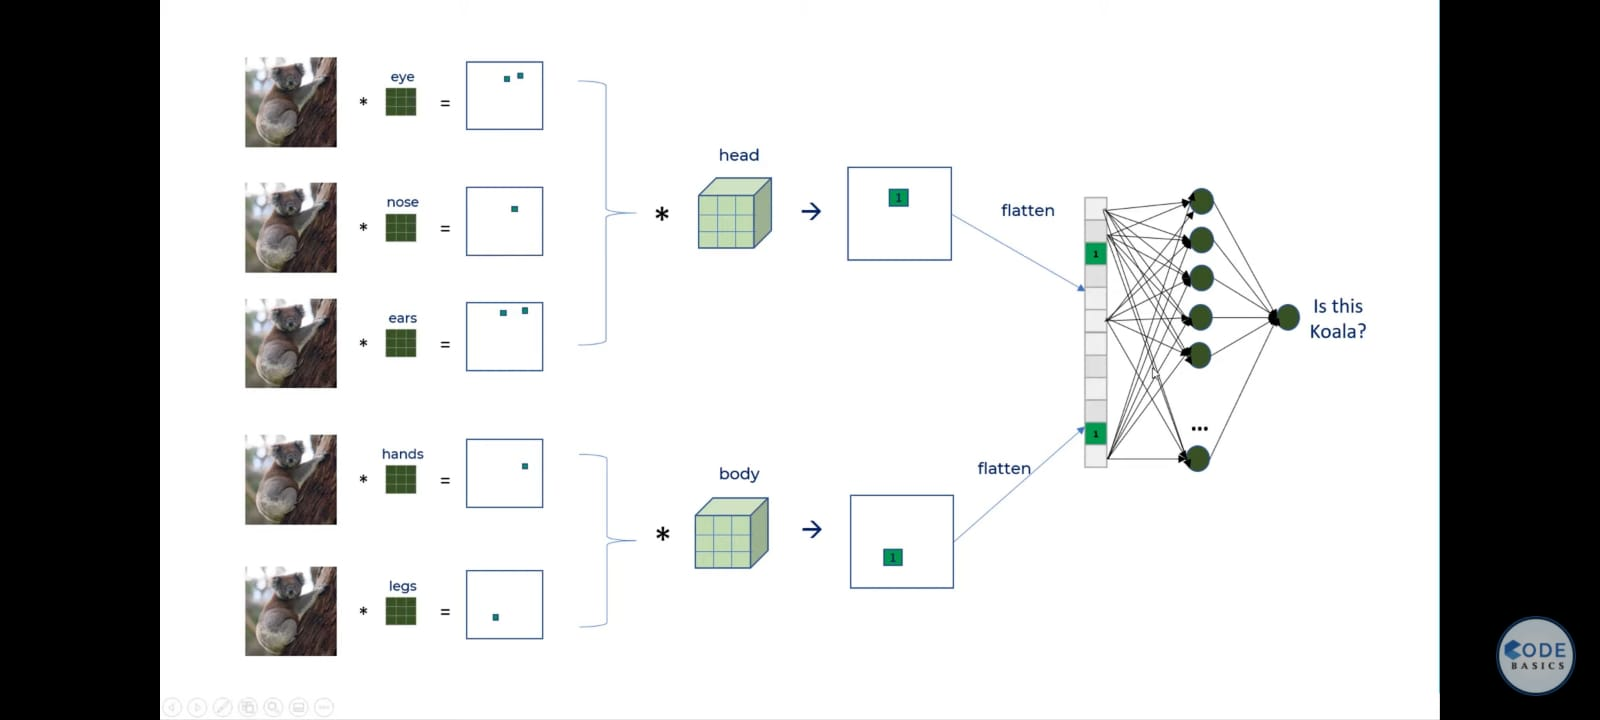 eye
*
=
nose
*
=
ears
*
=
head
*
→
1
flatten
1
1
Is this
Koala?
...
hands
*
=
legs
*
=
body
*
→
1
flatten
CODE
BASICS